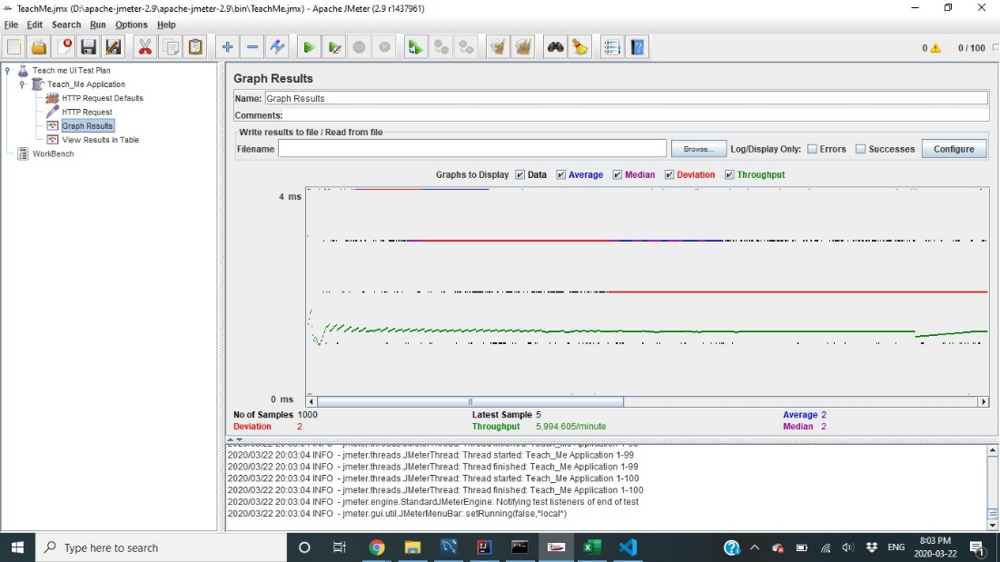 TeachMe.jmx (D:\apache-jmeter-2.9\apache-jmeter-2.9\bin\TeachMe.jmx) - Apache JMeter (2.9 r1437961)
File Edit Search Run Options Help
0 0 / 100
Teach me UI Test Plan
Teach_Me Application
HTTP Request Defaults
HTTP Request
Graph Results
View Results in Table
WorkBench
Graph Results
Name: Graph Results
Comments:
Write results to file / Read from file
Filename Browse... Log/Display Only: Errors Successes Configure
Graphs to Display Data Average Median Deviation Throughput
4 ms
0 ms
No of Samples 1000 Latest Sample 5 Average 2
Deviation 2 Throughput 5,994.605/minute Median 2
2020/03/22 20:03:04 INFO - jmeter.threads.JMeterThread: Thread started: Teach_Me Application 1-99
2020/03/22 20:03:04 INFO - jmeter.threads.JMeterThread: Thread finished: Teach_Me Application 1-99
2020/03/22 20:03:04 INFO - jmeter.threads.JMeterThread: Thread started: Teach_Me Application 1-100
2020/03/22 20:03:04 INFO - jmeter.threads.JMeterThread: Thread finished: Teach_Me Application 1-100
2020/03/22 20:03:04 INFO - jmeter.engine.StandardJMeterEngine: Notifying test listeners of end of test
2020/03/22 20:03:04 INFO - jmeter.gui.util.JMeterMenuBar: setRunning(false,*local*)
Type here to search
ENG
8:03 PM
2020-03-22
1